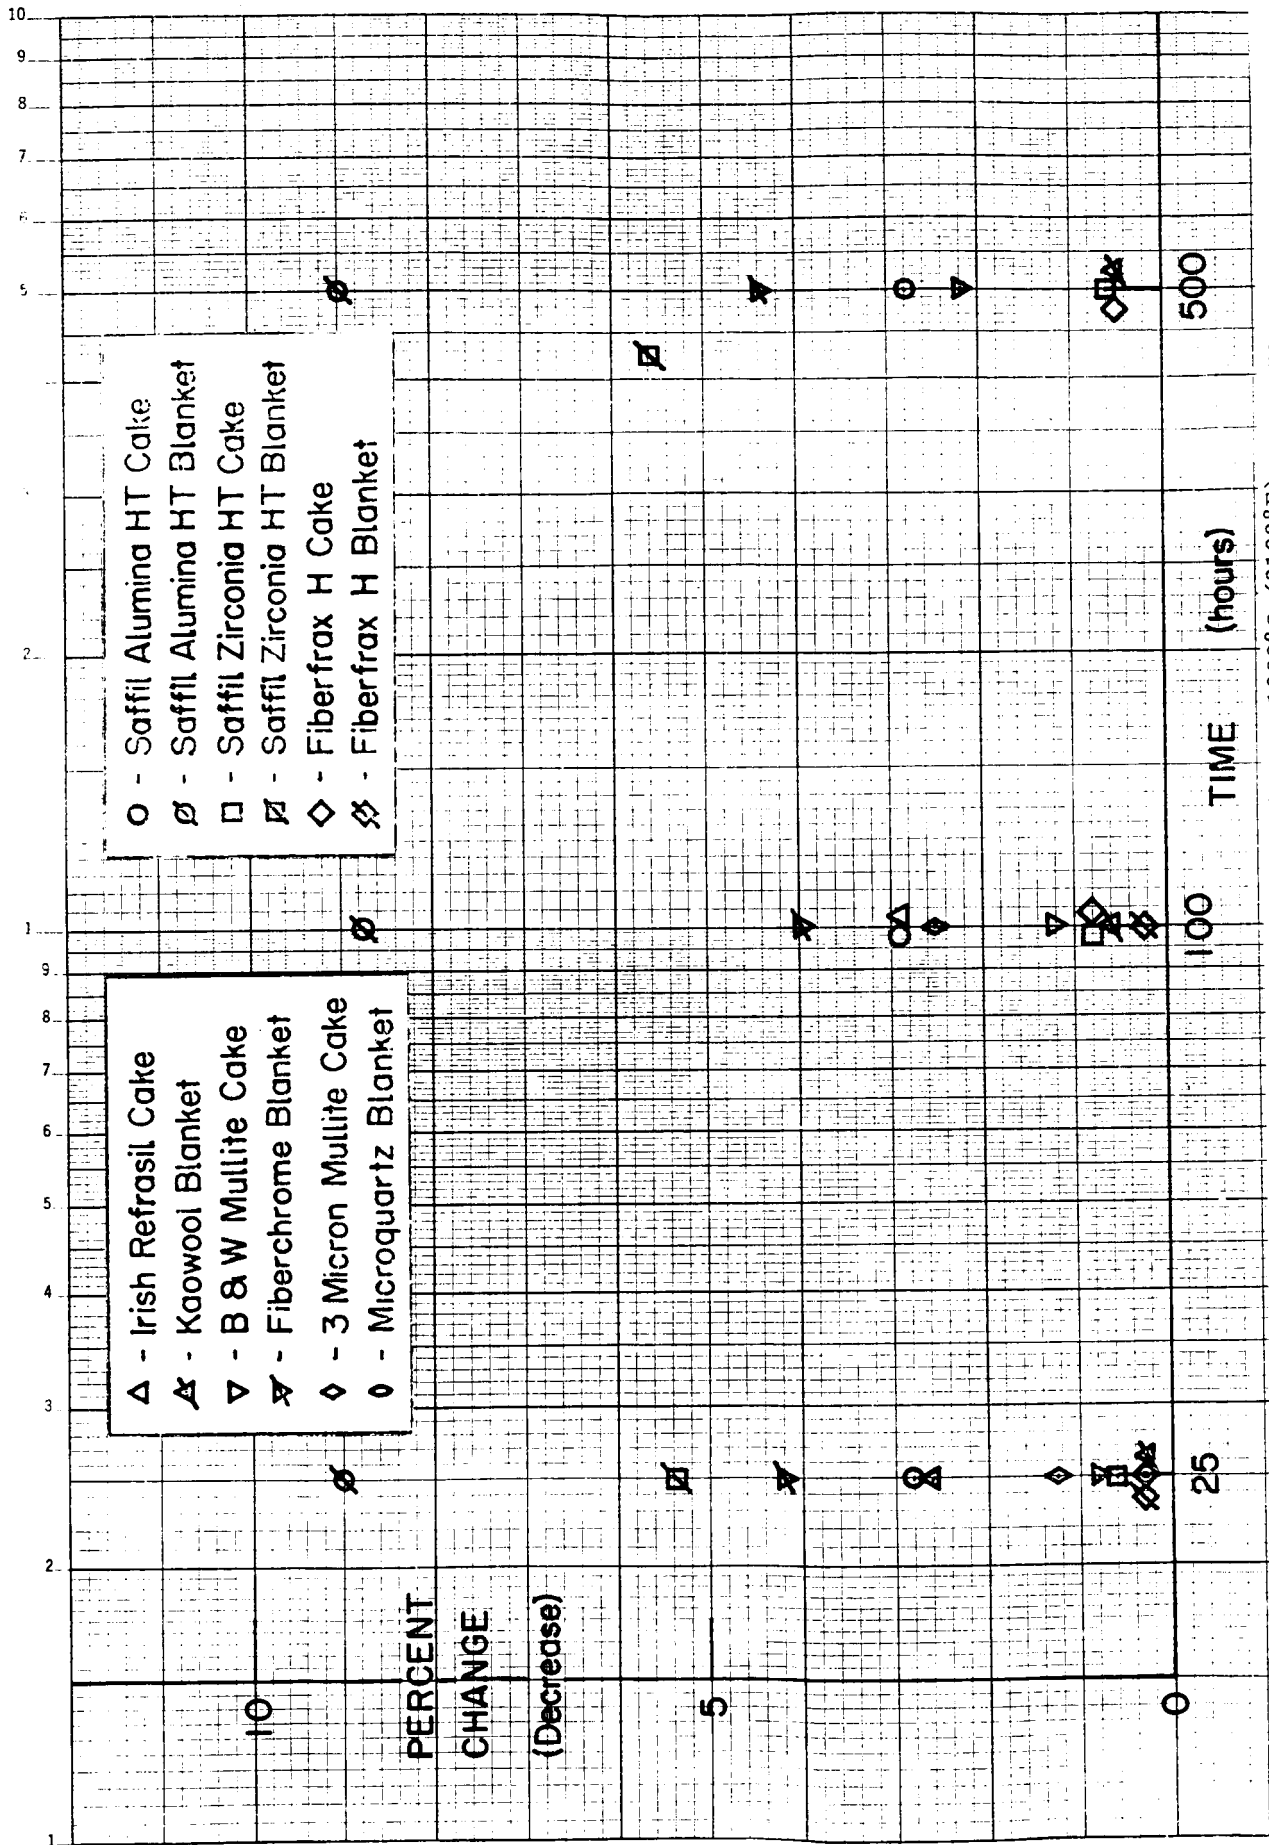 10
9
8
7
6
5
2
1
9
8
7
6
5
4
3
2
1
O - Saffil Alumina HT Cake
Ø - Saffil Alumina HT Blanket
□ - Saffil Zirconia HT Cake
- Saffil Zirconia HT Blanket
◇ - Fiberfrax H Cake
- Fiberfrax H Blanket
△ - Irish Refrasil Cake
- Kaowool Blanket
▽ - B & W Mullite Cake
- Fiberchrome Blanket
◇ - 3 Micron Mullite Cake
- Microquartz Blanket
10
5
0
PERCENT
CHANGE
(Decrease)
25
100
500
TIME (hours)